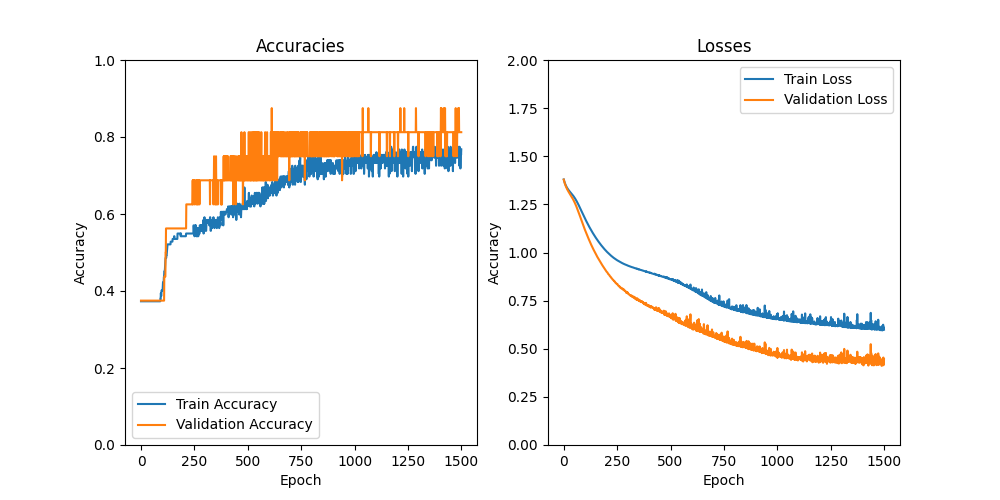 Accuracies
1.0
0.8
0.6
0.4
0.2
0.0
Accuracy
Train Accuracy
Validation Accuracy
0 250 500 750 1000 1250 1500
Epoch
Losses
2.00
1.75
1.50
1.25
1.00
0.75
0.50
0.25
0.00
Accuracy
Train Loss
Validation Loss
0 250 500 750 1000 1250 1500
Epoch